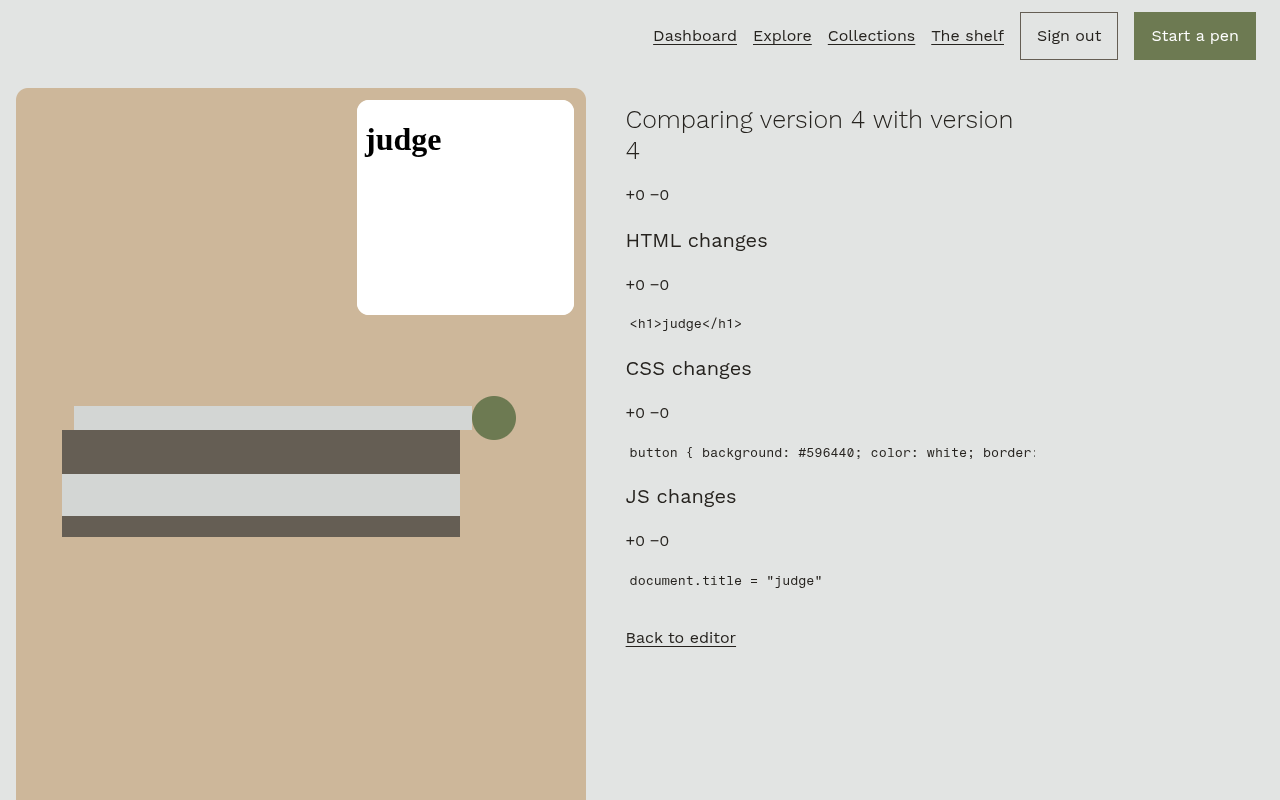 Dashboard Explore Collections The shelf Sign out Start a pen
judge
Comparing version 4 with version
4
+0 −0
HTML changes
+0 −0
<h1>judge</h1>
CSS changes
+0 −0
button { background: #596440; color: white; border:
JS changes
+0 −0
document.title = "judge"
Back to editor